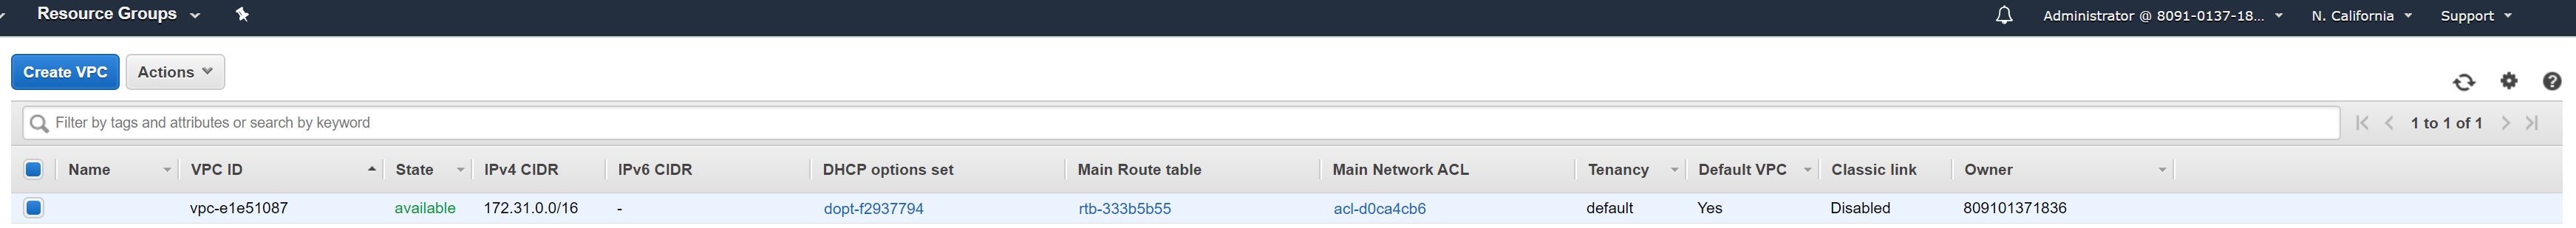 Resource Groups Administrator @ 8091-0137-18... N. California Support
Create VPC Actions
Filter by tags and attributes or search by keyword 1 to 1 of 1
Name VPC ID State IPv4 CIDR IPv6 CIDR DHCP options set Main Route table Main Network ACL Tenancy Default VPC Classic link Owner
vpc-e1e51087 available 172.31.0.0/16 - dopt-f2937794 rtb-333b5b55 acl-d0ca4cb6 default Yes Disabled 809101371836